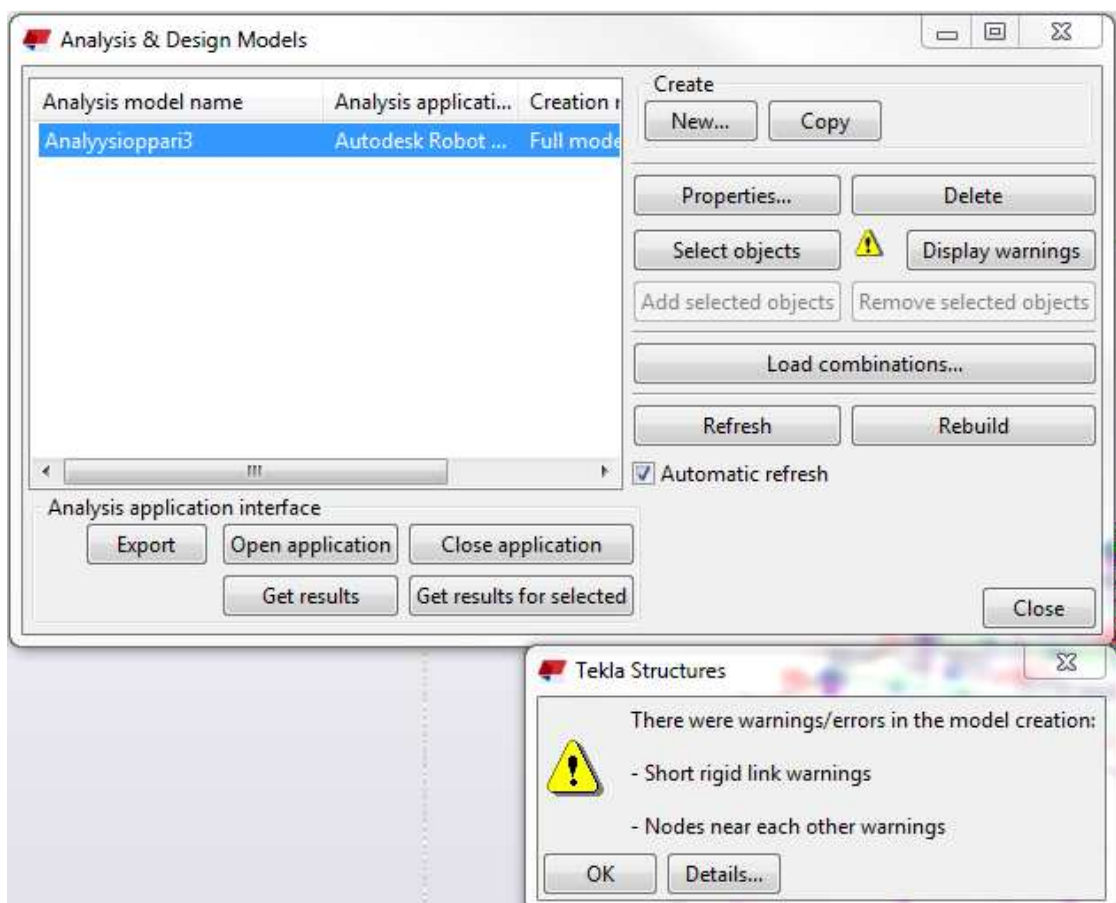 Analysis & Design Models
Analysis model name Analysis applicati... Creation r
Analyysioppari3 Autodesk Robot ... Full mode
Create
New... Copy
Properties... Delete
Select objects Display warnings
Add selected objects Remove selected objects
Load combinations...
Refresh Rebuild
Automatic refresh
Analysis application interface
Export Open application Close application
Get results Get results for selected
Close
Tekla Structures
There were warnings/errors in the model creation:
- Short rigid link warnings
- Nodes near each other warnings
OK Details...